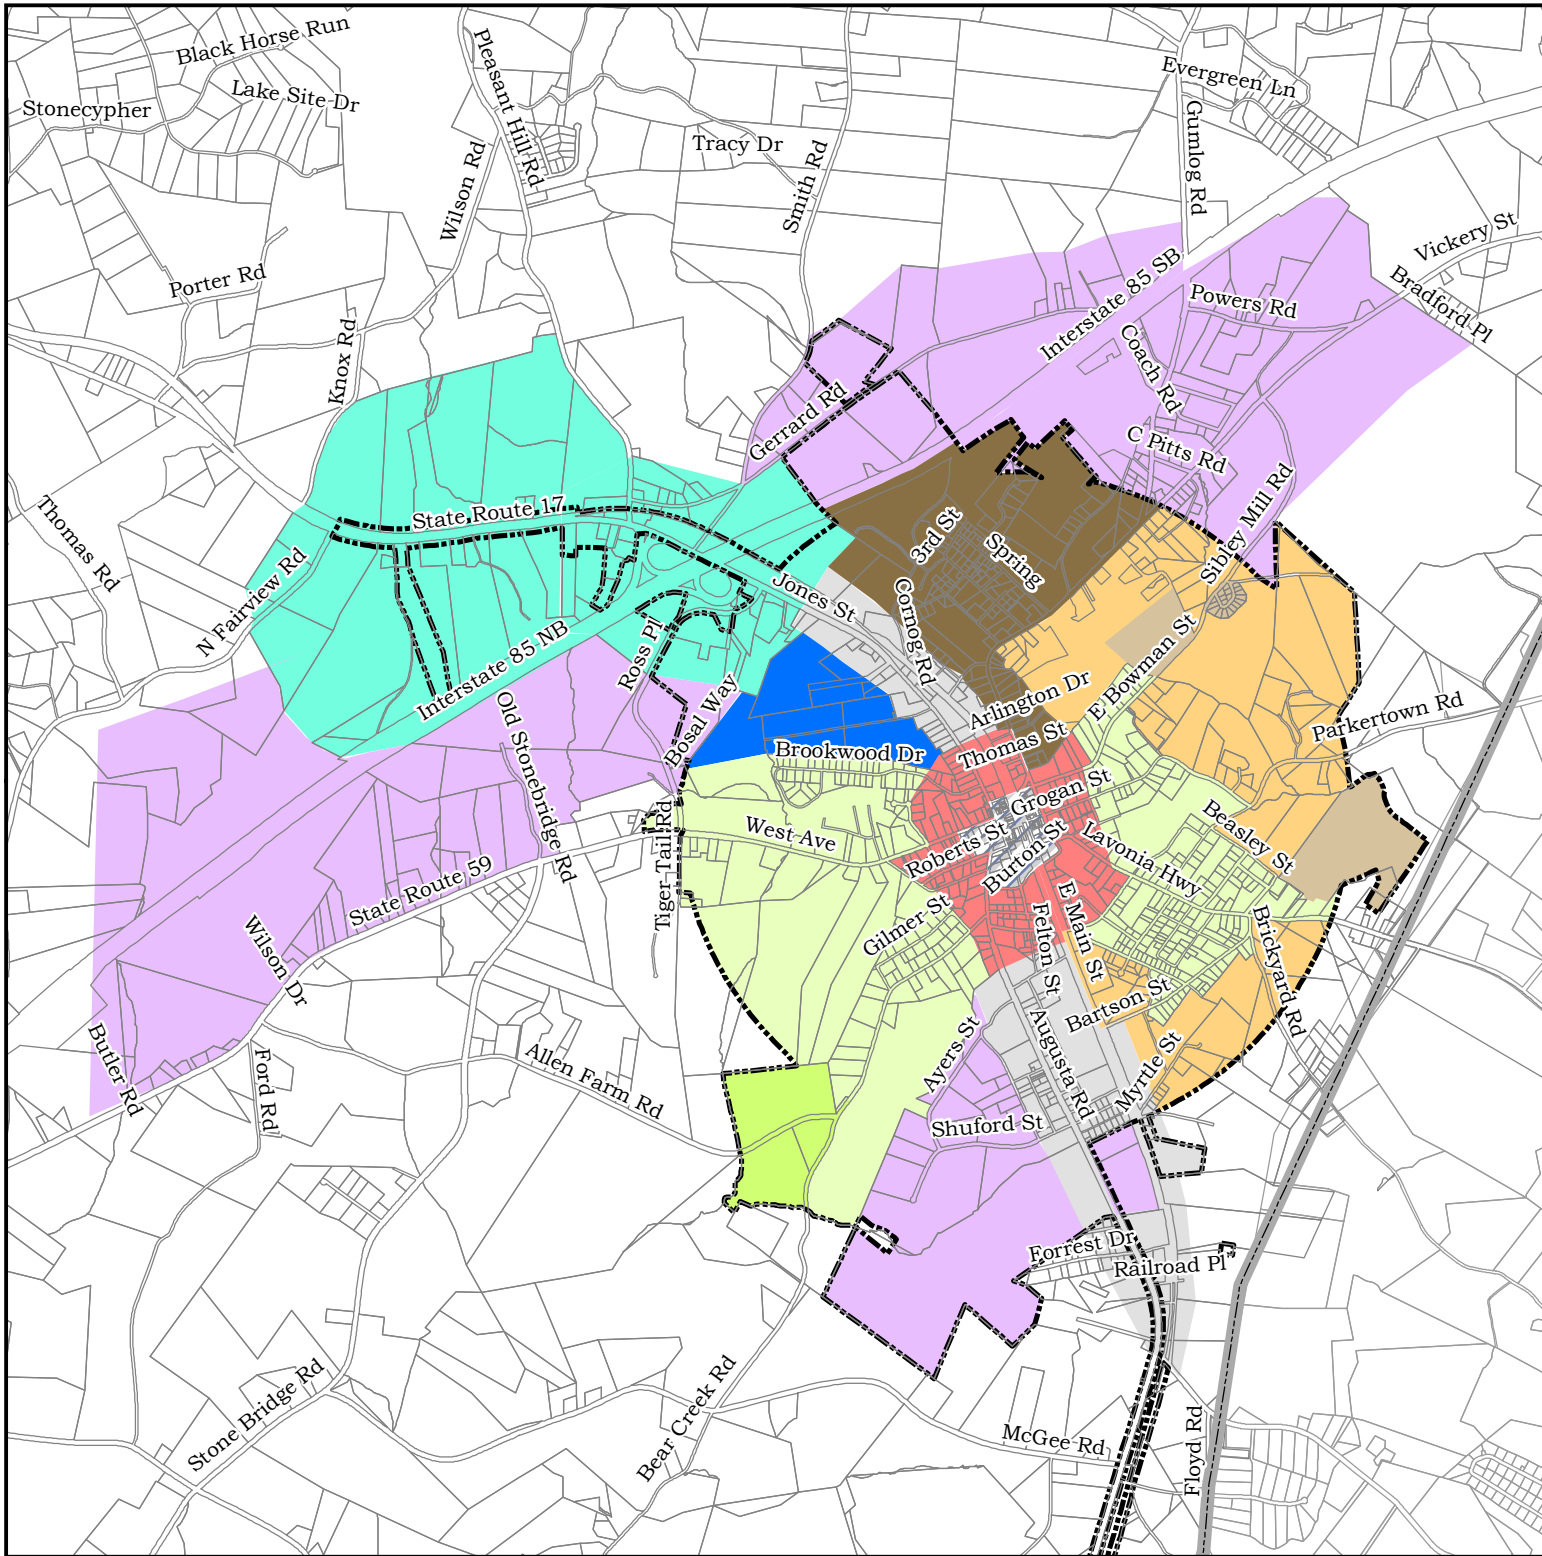 Black Horse Run
Lake Site Dr
Stonecypher
Pleasant Hill Rd
Evergreen Ln
Gumlog Rd
Tracy Dr
Smith Rd
Wilson Rd
Vickery St
Bradford Pl
Porter Rd
Interstate 85 SB
Powers Rd
Knox Rd
Coach Rd
Gerrard Rd
C Pitts Rd
Sibley Mill Rd
State Route 17
Thomas Rd
3rd St
Spring
N Fairview Rd
Jones St
Cornog Rd
Interstate 85 NB
Ross Pl
E Bowman St
Old Stonebridge Rd
Bosal Way
Arlington Dr
Parkertown Rd
Thomas St
Brookwood Dr
Grogan St
West Ave
Roberts St
Burton St
Beasley St
Lavonia Hwy
Tiger Tail Rd
State Route 59
E Main St
Gilmer St
Felton St
Brickyard Rd
Wilson Dr
Bartson St
Augusta Rd
Ayers St
Myrtle St
Butler Rd
Ford Rd
Allen Farm Rd
Shuford St
Forrest Dr
Railroad Pl
Stone Bridge Rd
Bear Creek Rd
McGee Rd
Floyd Rd